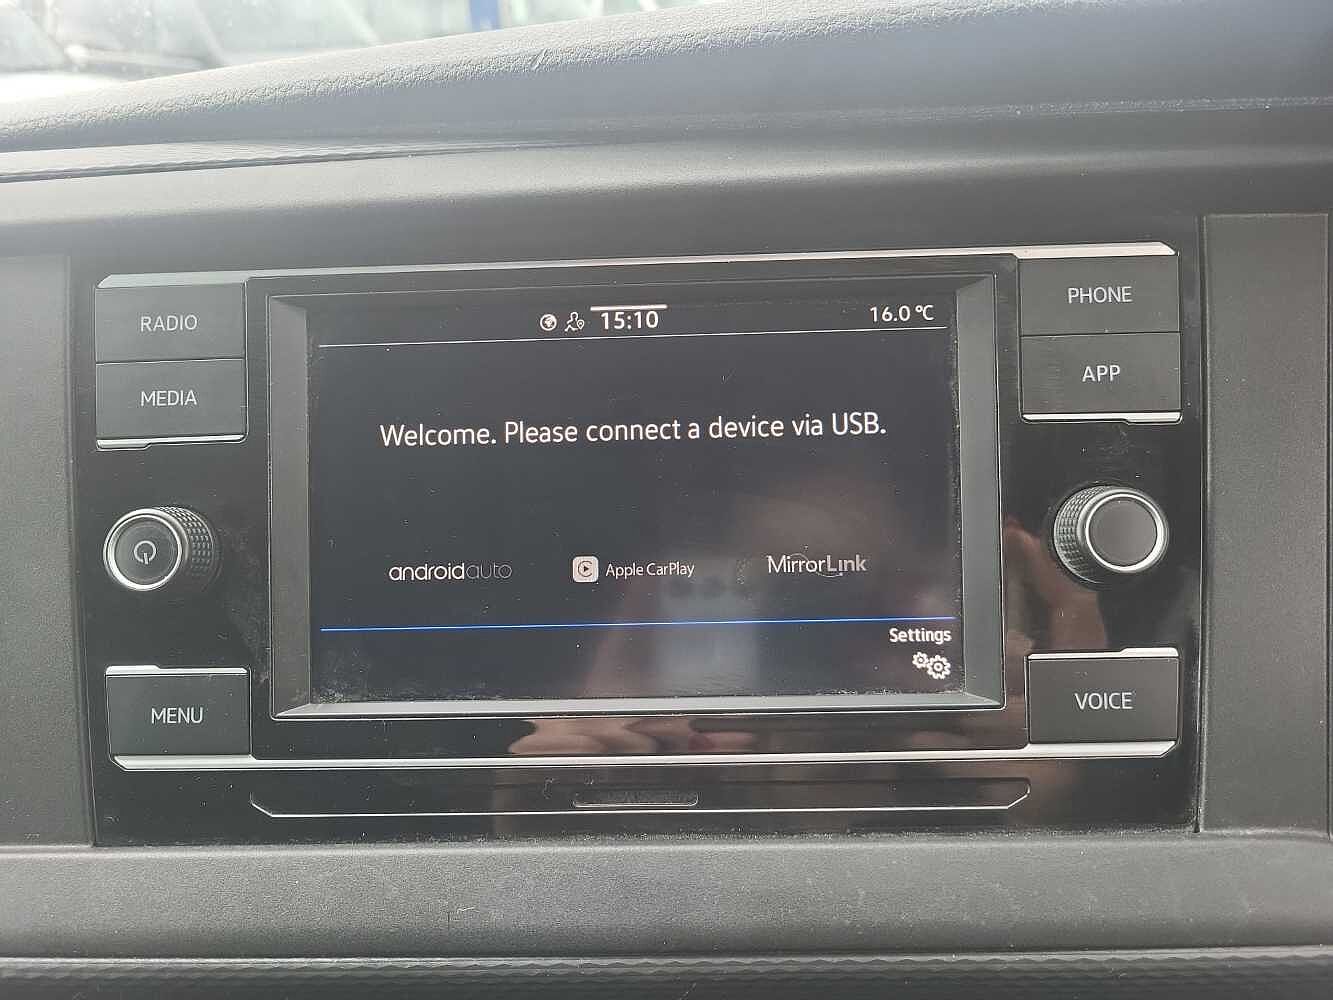 RADIO
MEDIA
MENU
15:10
16.0 °C
Welcome. Please connect a device via USB.
androidauto
Apple CarPlay
MirrorLink
Settings
PHONE
APP
VOICE